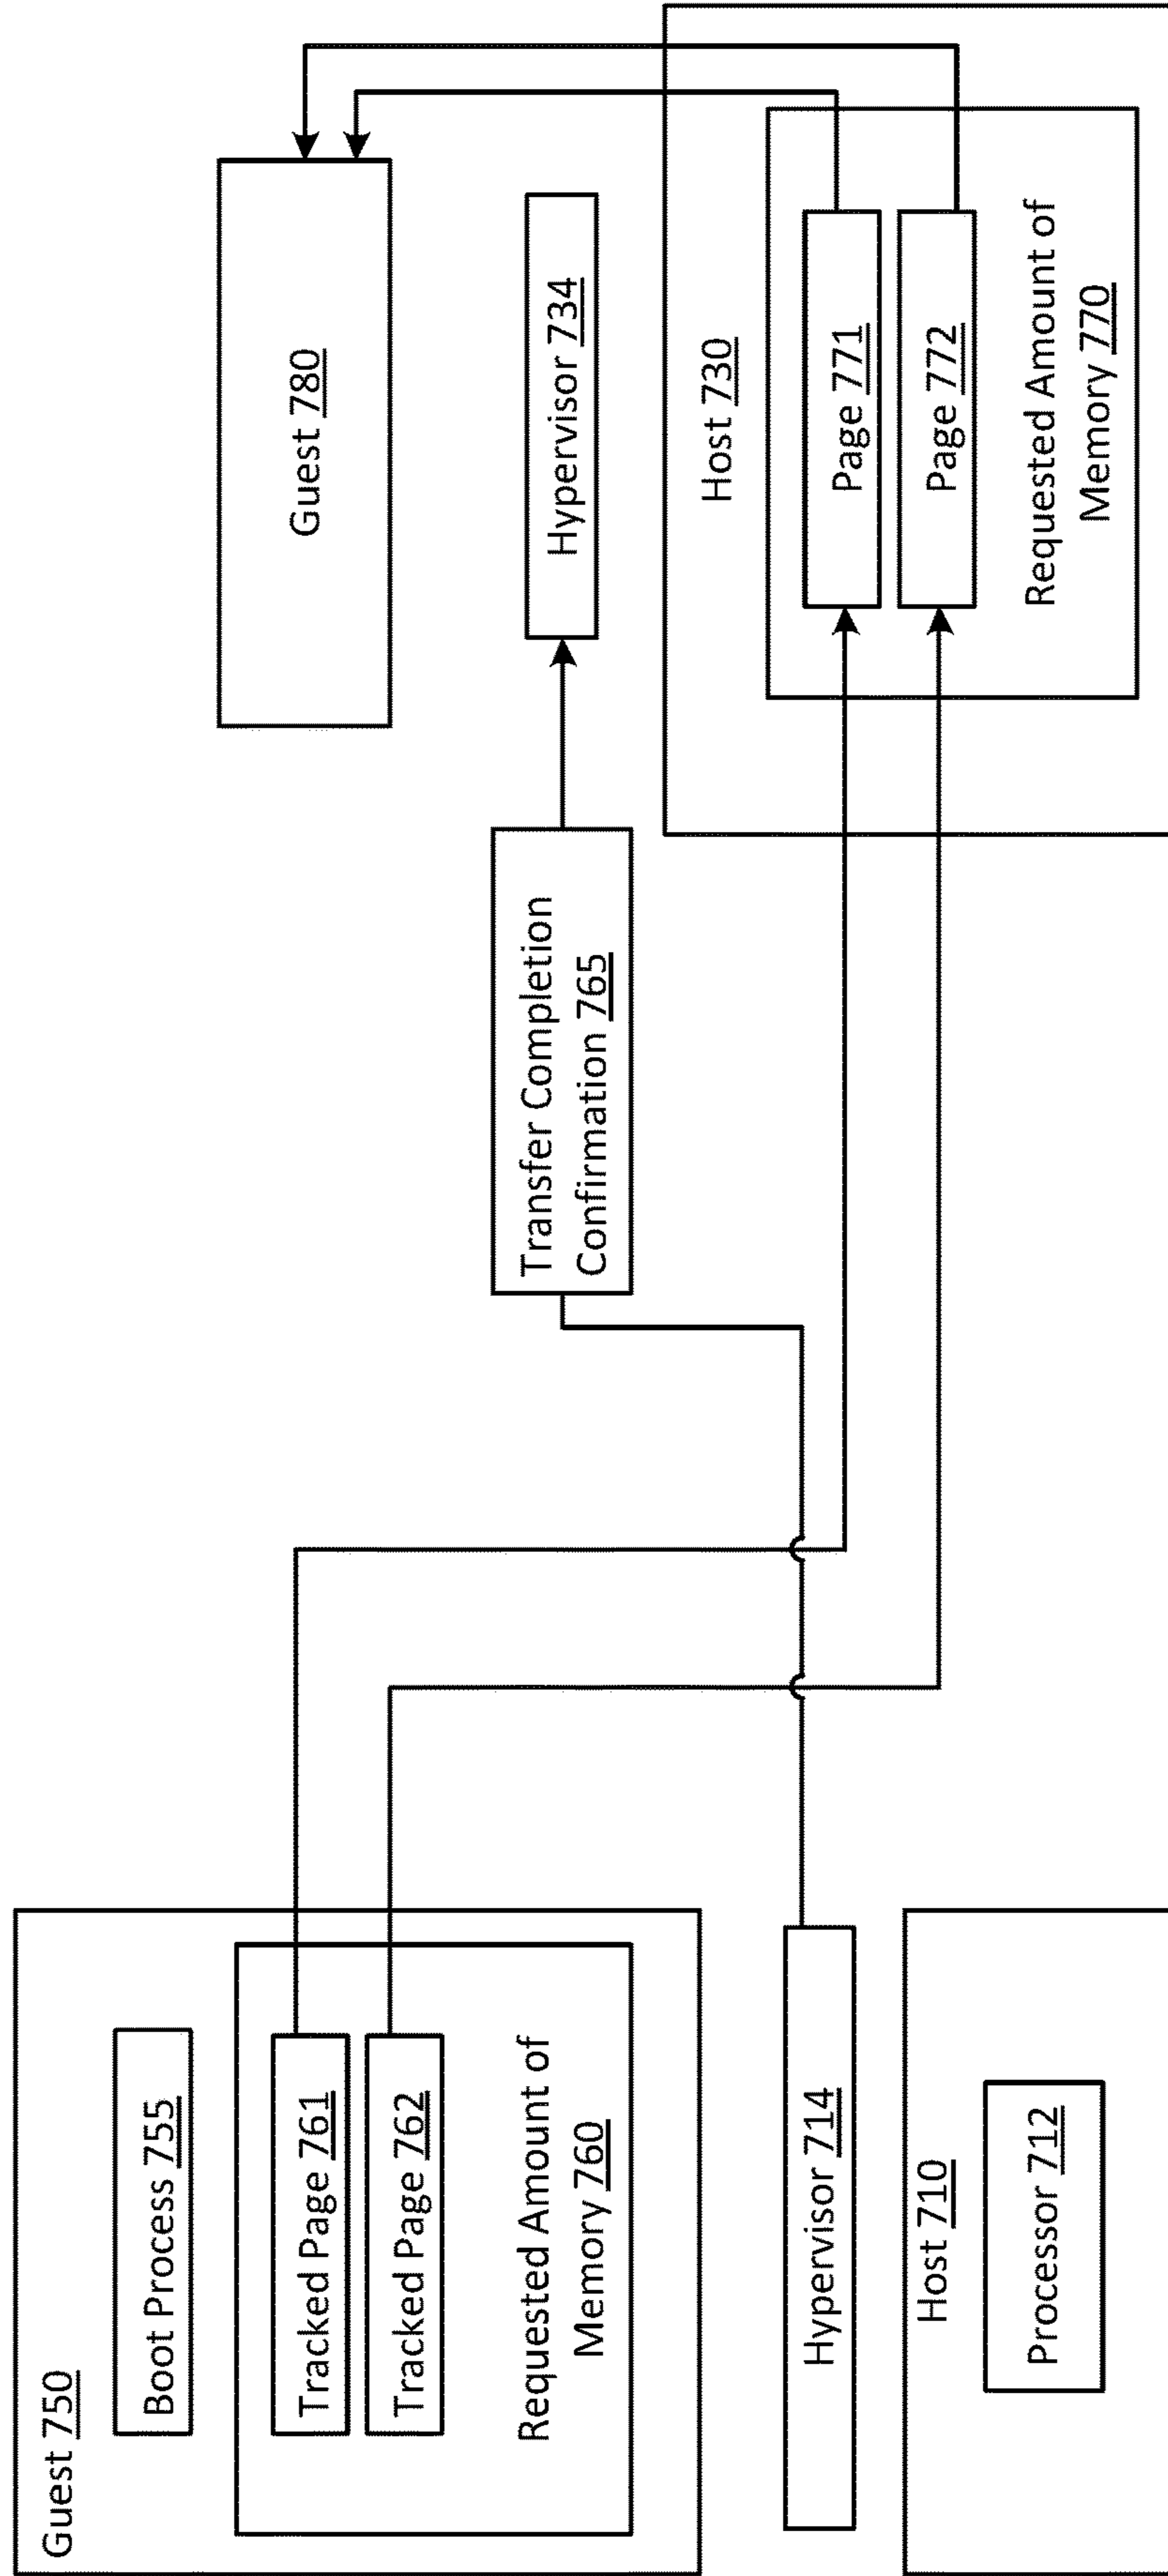 Guest 750
Boot Process 755
Tracked Page 761
Tracked Page 762
Requested Amount of
Memory 760
Hypervisor 714
Host 710
Processor 712
Transfer Completion
Confirmation 765
Guest 780
Hypervisor 734
Host 730
Page 771
Page 772
Requested Amount of
Memory 770